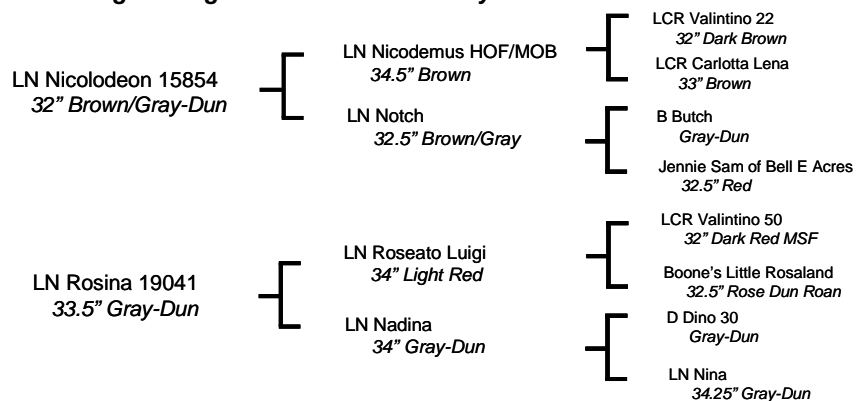 LCR Valintino 22
32” Dark Brown
LN Nicodemus HOF/MOB
34.5” Brown
LCR Carlotta Lena
33” Brown
LN Nicolodeon 15854
32” Brown/Gray-Dun
LN Notch
32.5” Brown/Gray
B Butch
Gray-Dun
Jennie Sam of Bell E Acres
32.5” Red
LCR Valintino 50
32” Dark Red MSF
LN Roseato Luigi
34” Light Red
Boone’s Little Rosaland
32.5” Rose Dun Roan
LN Rosina 19041
33.5” Gray-Dun
LN Nadina
34” Gray-Dun
D Dino 30
Gray-Dun
LN Nina
34.25” Gray-Dun